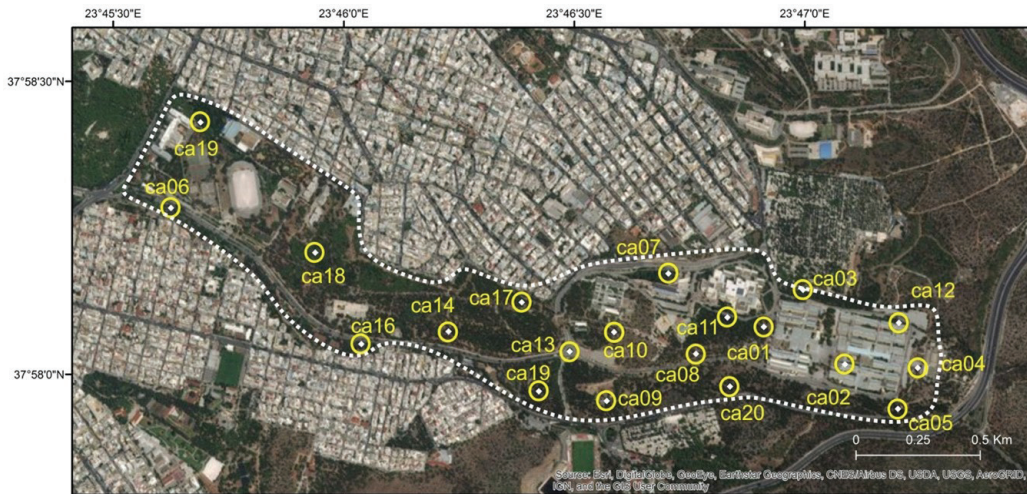 23°45'30"E 23°46'0"E 23°46'30"E 23°47'0"E
37°58'30"N
ca19
ca06
ca18
ca07
ca03
ca17
ca14
ca12
ca16
ca13
ca10
ca11
ca01
ca08
ca04
37°58'0"N
ca19
ca09
ca20
ca02
ca05
0 0.25 0.5 Km
Source: Esri, DigitalGlobe, GeoEye, Earthstar Geographics, CNES/Airbus DS, USDA, USGS, AeroGRID,
IGN, and the GIS User Community